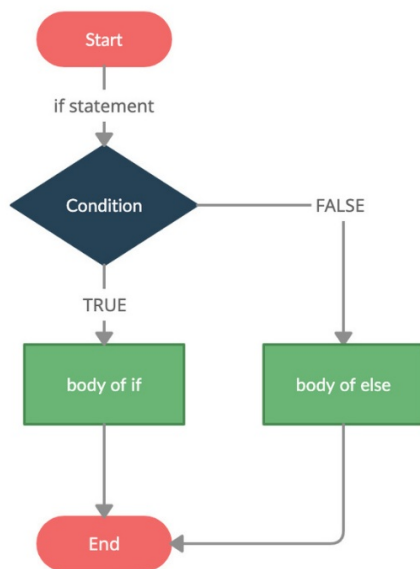 Start
if statement
Condition
FALSE
TRUE
body of if
body of else
End